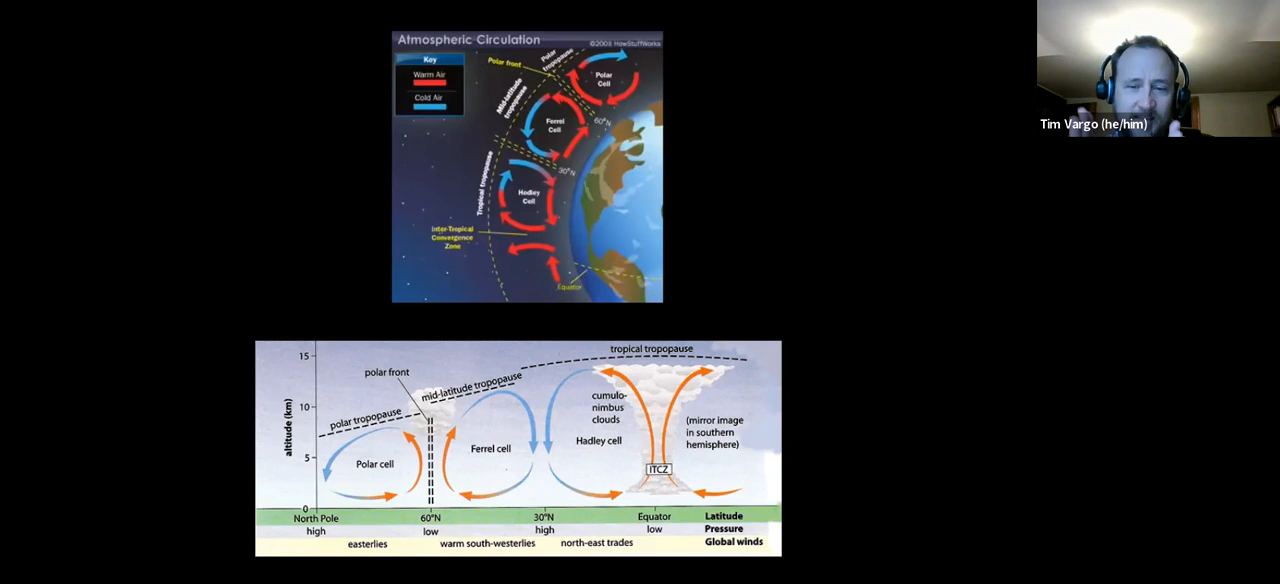 Atmospheric Circulation
©2008 HowStuffWorks
Key
Warm Air
Cold Air
Polar front
Polar
tropopause
Polar
Cell
Mid-latitude
tropopause
60°N
Ferrel
Cell
30°N
Tropical tropopause
Hadley
Cell
Inter-Tropical
Convergence
Zone
Equator
Tim Vargo (he/him)
tropical tropopause
15
polar front
mid-latitude tropopause
cumulo-
nimbus
clouds
10
polar tropopause
altitude (km)
(mirror image
in southern
hemisphere)
Hadley cell
Ferrel cell
Polar cell
5
ITCZ
0
North Pole 60°N 30°N Equator Latitude
high low high low Pressure
easterlies warm south-westerlies north-east trades Global winds